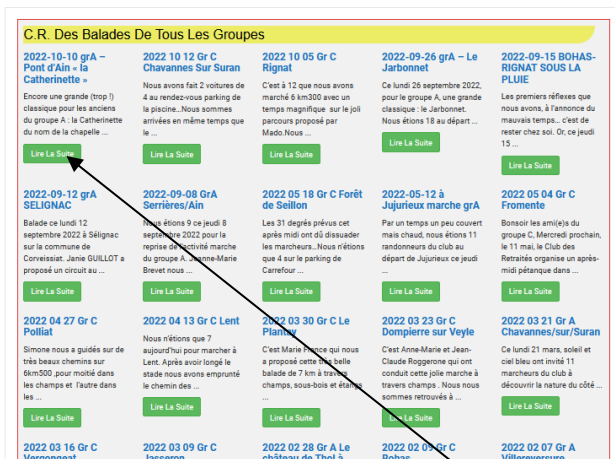 C.R. Des Balades De Tous Les Groupes
2022-10-10 grA –
Pont d'Ain « la
Catherinette »
Encore une grande (trop !)
classique pour les anciens
du groupe A : la Catherinette
du nom de la chapelle ...
Lire La Suite
2022 10 12 Gr C
Chavannes Sur Suran
Nous avons fait 2 voitures de
4 au rendez-vous parking de
la piscine...Nous sommes
arrivées en même temps que
le ...
Lire La Suite
2022 10 05 Gr C
Rignat
C'est à 12 que nous avons
marché 6 km300 avec un
temps magnifique sur le joli
parcours proposé par
Mado.Nous ...
Lire La Suite
2022-09-26 grA – Le
Jarbonnet
Ce lundi 26 septembre 2022,
pour le groupe A, une grande
classique : le Jarbonnet.
Nous étions 18 au départ ...
Lire La Suite
2022-09-15 BOHAS-
RIGNAT SOUS LA
PLUIE
Les premiers réflexes que
nous avons, à l'annonce du
mauvais temps... c'est de
rester chez soi. Or, ce jeudi
15 ...
Lire La Suite
2022-09-12 grA
SELIGNAC
Balade ce lundi 12
septembre 2022 à Sélignac
sur la commune de
Corveissiat. Janie GUILLOT a
proposé un circuit au ...
Lire La Suite
2022-09-08 GrA
Serrières/Ain
Nous étions 9 ce jeudi 8
septembre 2022 pour la
reprise de l'activité marche
du groupe A. Jeanne-Marie
Brevet nous ...
Lire La Suite
2022 05 18 Gr C Forêt
de Seillon
Les 31 degrés prévus cet
après midi ont dû dissuader
les marcheurs...Nous n'étions
que 4 sur le parking de
Carrefour ...
Lire La Suite
2022-05-12 à
Jujurieux marche grA
Par un temps un peu couvert
mais chaud, nous étions 11
randonneurs du club au
départ de Jujurieux ce jeudi
...
Lire La Suite
2022 05 04 Gr C
Fromente
Bonsoir les ami(e)s du
groupe C, Mercredi prochain,
le 11 mai, le Club des
Retraités organise un après-
midi pétanque dans ...
Lire La Suite
2022 04 27 Gr C
Polliat
Simone nous a guidés sur de
très beaux chemins sur
6km500 ,pour moitié dans
les champs et l'autre dans
les ...
Lire La Suite
2022 04 13 Gr C Lent
Nous n'étions que 7
aujourd'hui pour marcher à
Lent. Après avoir longé le
stade nous avons emprunté
le chemin des ...
Lire La Suite
2022 03 30 Gr C Le
Plantay
C'est Marie France qui nous
a proposé cette très belle
balade de 7 km à travers
champs, sous-bois et étangs
...
Lire La Suite
2022 03 23 Gr C
Dompierre sur Veyle
C'est Anne-Marie et Jean-
Claude Roggerone qui ont
conduit cette jolie marche à
travers champs . Nous nous
sommes retrouvés à ...
Lire La Suite
2022 03 21 Gr A
Chavannes/sur/Suran
Ce lundi 21 mars, soleil et
ciel bleu ont invité 11
marcheurs du club à
découvrir la nature du côté ...
Lire La Suite
2022 03 16 Gr C
Vergongeat
2022 03 09 Gr C
Jasseron
2022 02 28 Gr A Le
château de Thol à
2022 02 09 Gr C
Bohas
2022 02 07 Gr A
Villereversure